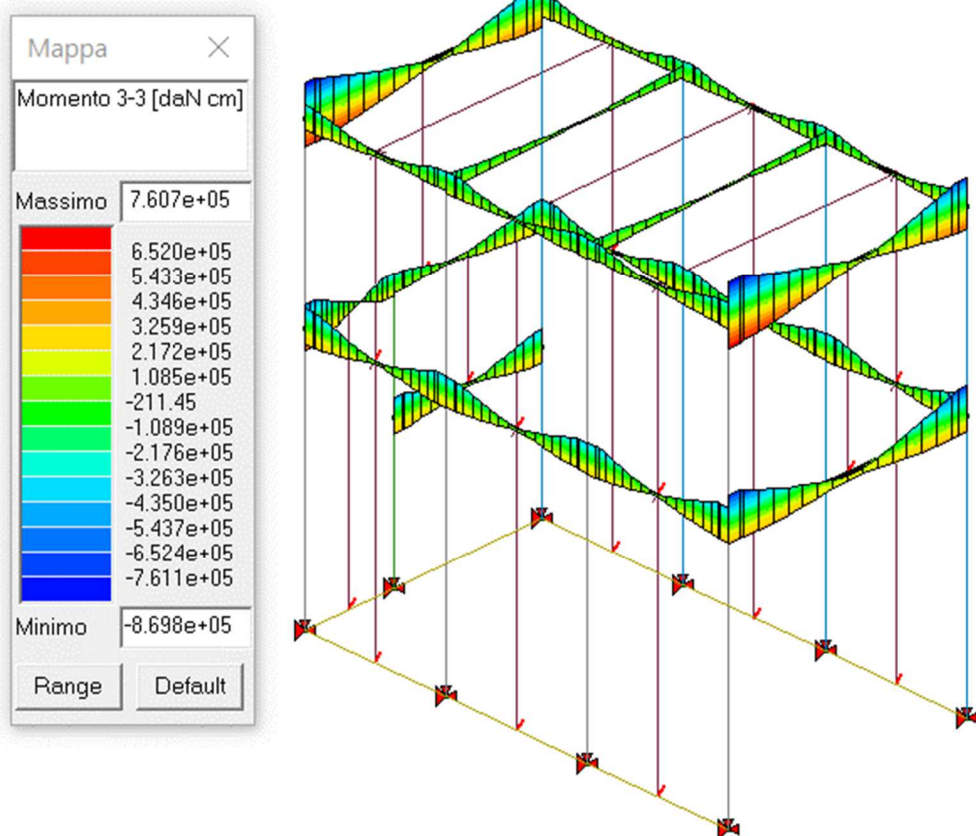 Mappa
Momento 3-3 [daN cm]
Massimo 7.607e+05
6.520e+05
5.433e+05
4.346e+05
3.259e+05
2.172e+05
1.085e+05
-211.45
-1.089e+05
-2.176e+05
-3.263e+05
-4.350e+05
-5.437e+05
-6.524e+05
-7.611e+05
Minimo -8.698e+05
Range Default